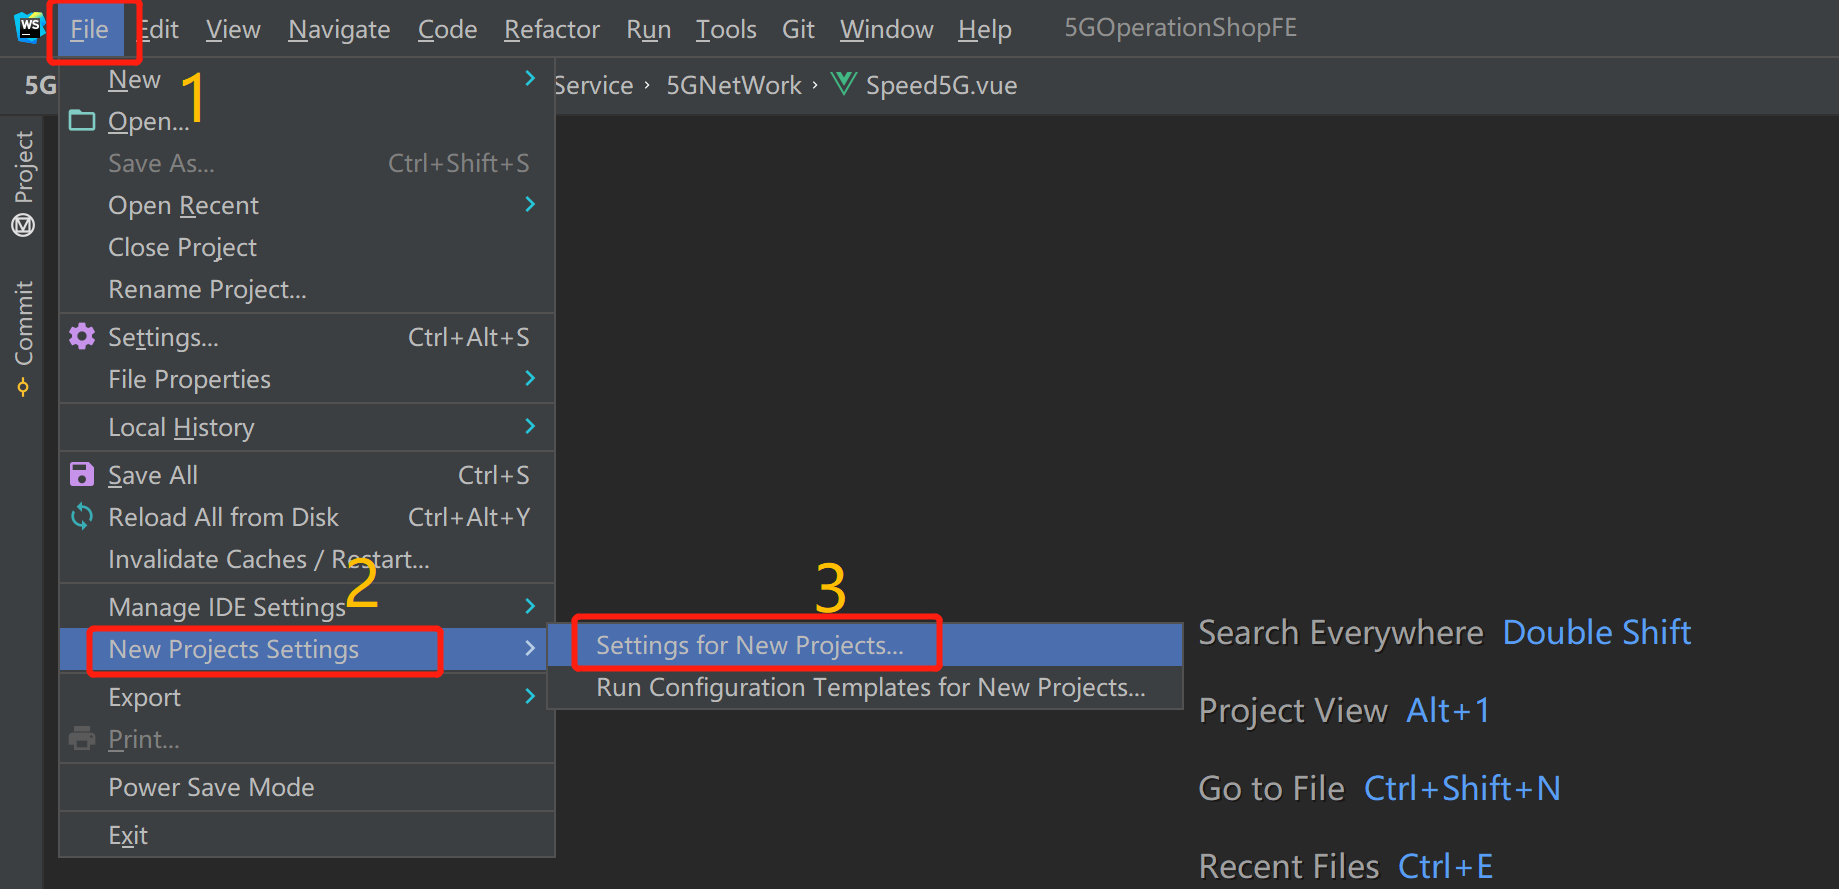 WS File Edit View Navigate Code Refactor Run Tools Git Window Help 5GOperationShopFE
5G Service › 5GNetWork › Speed5G.vue
Project
Commit
1
New
Open...
Save As... Ctrl+Shift+S
Open Recent
Close Project
Rename Project...
Settings... Ctrl+Alt+S
File Properties
Local History
Save All Ctrl+S
Reload All from Disk Ctrl+Alt+Y
Invalidate Caches / Restart...
2
Manage IDE Settings
New Projects Settings
Export
Print...
Power Save Mode
Exit
3
Settings for New Projects...
Run Configuration Templates for New Projects...
Search Everywhere Double Shift
Project View Alt+1
Go to File Ctrl+Shift+N
Recent Files Ctrl+E